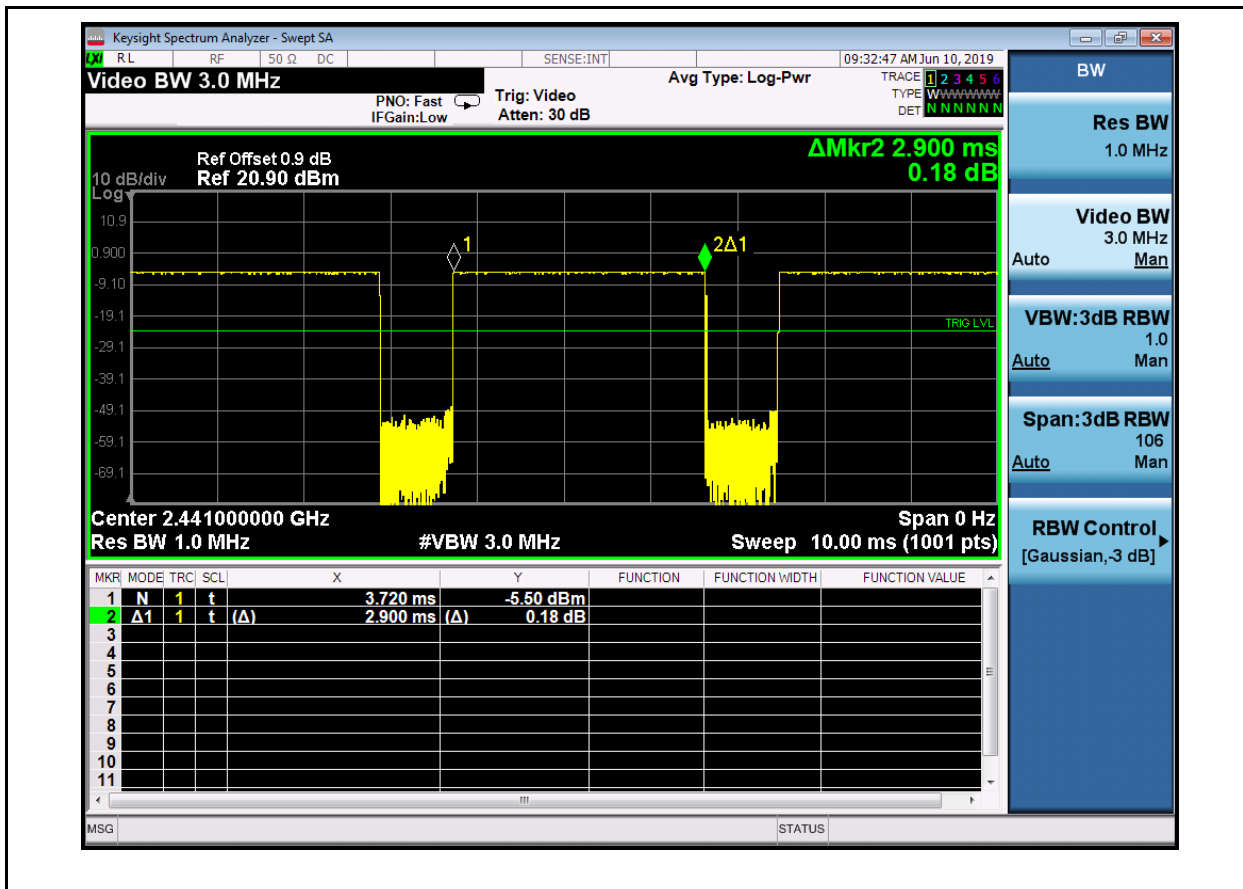 Keysight Spectrum Analyzer - Swept SA
LXI RL RF 50 Ω DC SENSE:INT 09:32:47 AM Jun 10, 2019
Video BW 3.0 MHz
PNO: Fast
IFGain:Low
Trig: Video
Atten: 30 dB
Avg Type: Log-Pwr
TRACE 1 2 3 4 5 6
TYPE WWWWWW
DET N N N N N N
ΔMkr2 2.900 ms
0.18 dB
Ref Offset 0.9 dB
10 dB/div Ref 20.90 dBm
Log
10.9
0.900
-9.10
-19.1
-29.1
-39.1
-49.1
-59.1
-69.1
1
2Δ1
TRIG LVL
Center 2.441000000 GHz Span 0 Hz
Res BW 1.0 MHz #VBW 3.0 MHz Sweep 10.00 ms (1001 pts)
MKR MODE TRC SCL X Y FUNCTION FUNCTION WIDTH FUNCTION VALUE
1 N 1 t 3.720 ms -5.50 dBm
2 Δ1 1 t (Δ) 2.900 ms (Δ) 0.18 dB
3
4
5
6
7
8
9
10
11
MSG STATUS
BW
Res BW
1.0 MHz
Video BW
3.0 MHz
Auto Man
VBW:3dB RBW
1.0
Auto Man
Span:3dB RBW
106
Auto Man
RBW Control
[Gaussian,-3 dB]